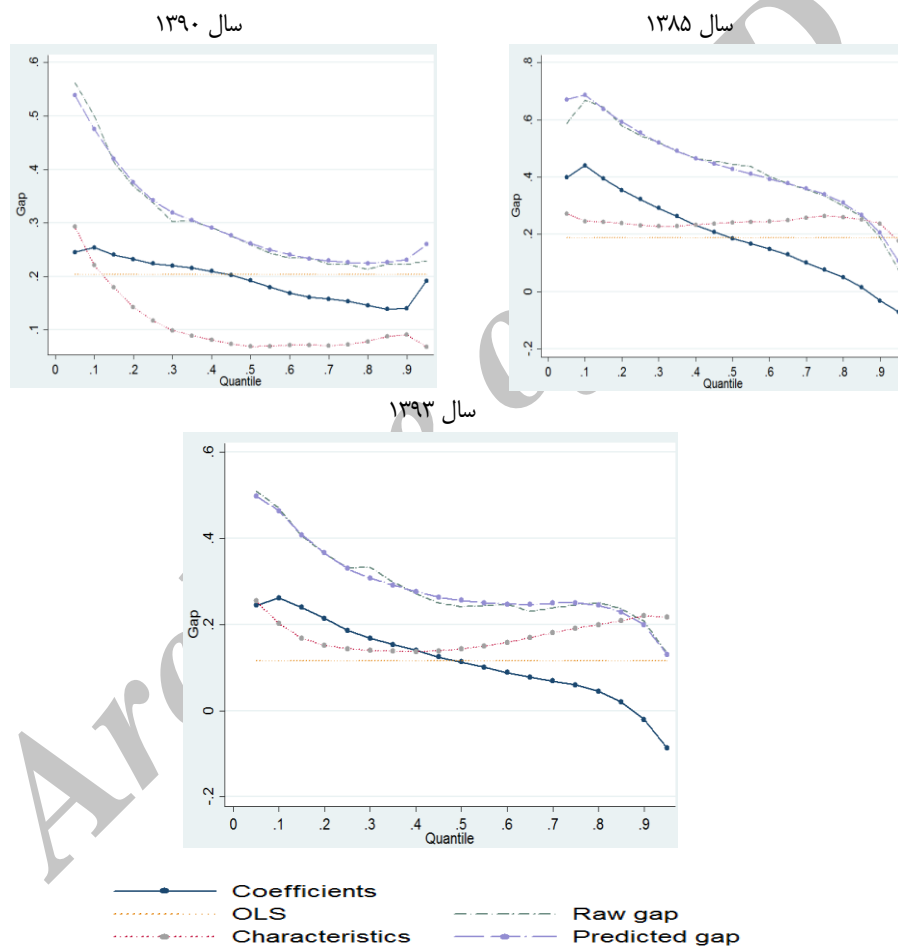 سال ۱۳۹۰
سال ۱۳۸۵
.6
.5
.4
.3
.2
.1
Gap
0 .1 .2 .3 .4 .5 .6 .7 .8 .9
Quantile
.8
.6
.4
.2
0
-.2
Gap
0 .1 .2 .3 .4 .5 .6 .7 .8 .9
Quantile
سال ۱۳۹۳
.6
.4
.2
0
-.2
Gap
0 .1 .2 .3 .4 .5 .6 .7 .8 .9
Quantile
Coefficients
OLS
Raw gap
Characteristics
Predicted gap